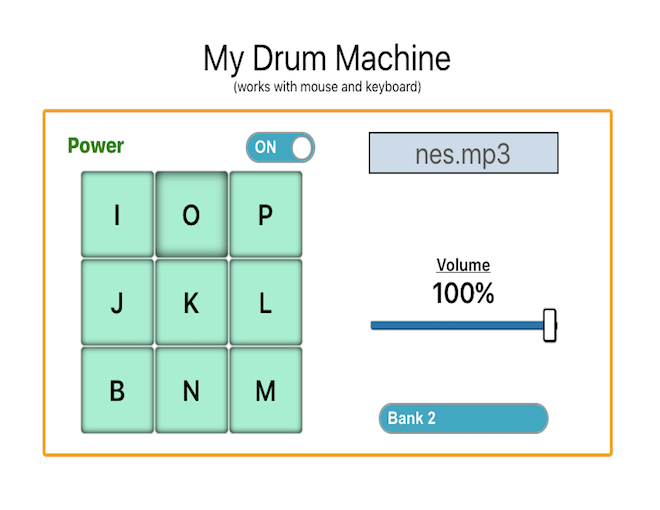 My Drum Machine
(works with mouse and keyboard)
Power
ON
nes.mp3
I O P
J K L
B N M
Volume
100%
Bank 2